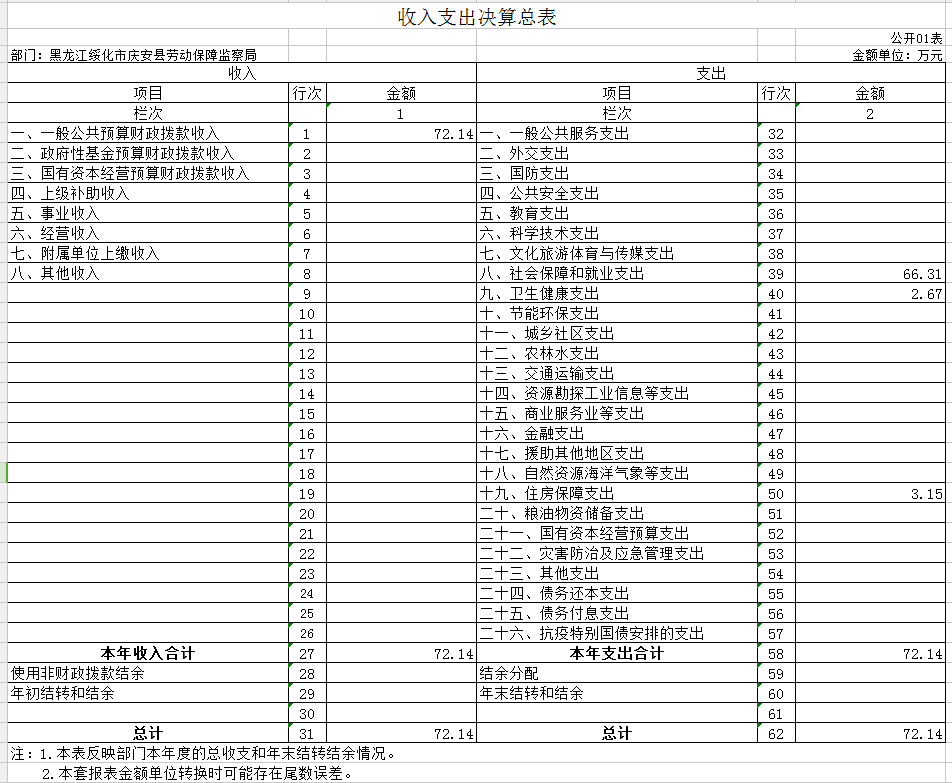 收入支出决算总表
公开01表
部门：黑龙江绥化市庆安县劳动保障监察局 金额单位：万元
收入 支出
项目 行次 金额 项目 行次 金额
栏次 1 栏次 2
一、一般公共预算财政拨款收入 1 72.14 一、一般公共服务支出 32
二、政府性基金预算财政拨款收入 2 二、外交支出 33
三、国有资本经营预算财政拨款收入 3 三、国防支出 34
四、上级补助收入 4 四、公共安全支出 35
五、事业收入 5 五、教育支出 36
六、经营收入 6 六、科学技术支出 37
七、附属单位上缴收入 7 七、文化旅游体育与传媒支出 38
八、其他收入 8 八、社会保障和就业支出 39 66.31
9 九、卫生健康支出 40 2.67
10 十、节能环保支出 41
11 十一、城乡社区支出 42
12 十二、农林水支出 43
13 十三、交通运输支出 44
14 十四、资源勘探工业信息等支出 45
15 十五、商业服务业等支出 46
16 十六、金融支出 47
17 十七、援助其他地区支出 48
18 十八、自然资源海洋气象等支出 49
19 十九、住房保障支出 50 3.15
20 二十、粮油物资储备支出 51
21 二十一、国有资本经营预算支出 52
22 二十二、灾害防治及应急管理支出 53
23 二十三、其他支出 54
24 二十四、债务还本支出 55
25 二十五、债务付息支出 56
26 二十六、抗疫特别国债安排的支出 57
本年收入合计 27 72.14 本年支出合计 58 72.14
使用非财政拨款结余 28 结余分配 59
年初结转和结余 29 年末结转和结余 60
30 61
总计 31 72.14 总计 62 72.14
注：1.本表反映部门本年度的总收支和年末结转结余情况。
2.本套报表金额单位转换时可能存在尾数误差。